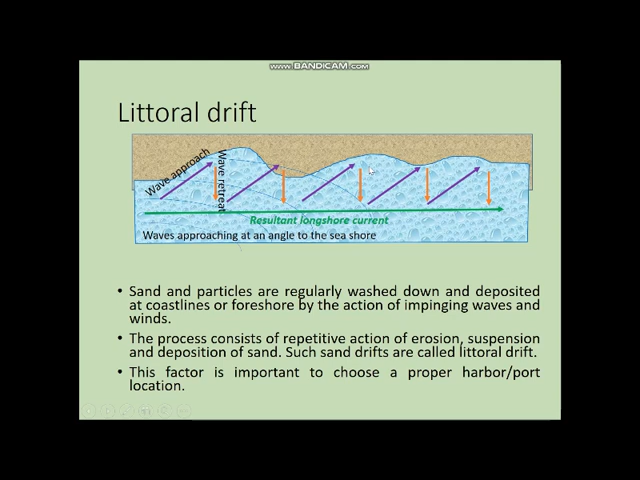 www.BANDICAM.com
Littoral drift
Wave approach
Wave retreat
Resultant longshore current
Waves approaching at an angle to the sea shore
• Sand and particles are regularly washed down and deposited
at coastlines or foreshore by the action of impinging waves and
winds.
• The process consists of repetitive action of erosion, suspension
and deposition of sand. Such sand drifts are called littoral drift.
• This factor is important to choose a proper harbor/port
location.